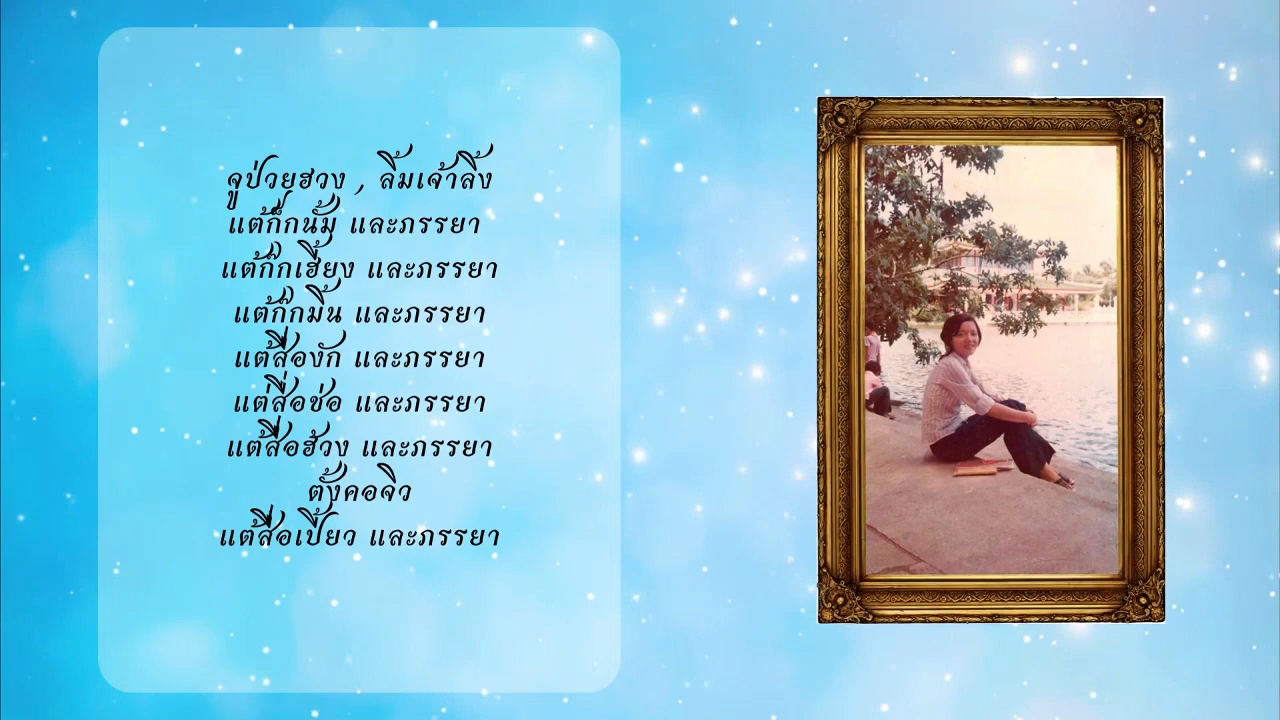 จูป่วยฮวง , ลิ้มเจ้าลิ้ง
แต้ก๊กนั้ม และภรรยา
แต้ก๊กเฮี้ยง และภรรยา
แต้ก๊กมิ้น และภรรยา
แต้สื่องัก และภรรยา
แต่สื่อช่อ และภรรยา
แต้สื่อฮ้วง และภรรยา
ตั้งคอจิว
แต้สื่อเปี้ยว และภรรยา